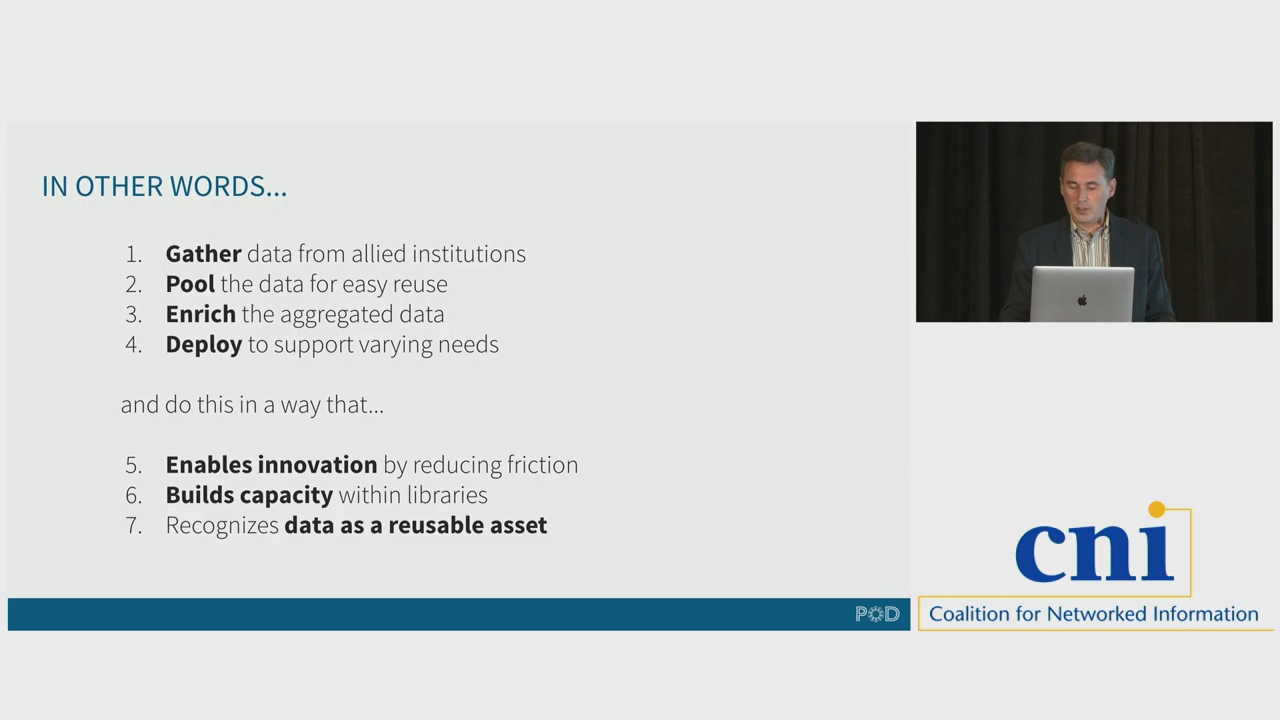 IN OTHER WORDS...
1. Gather data from allied institutions
2. Pool the data for easy reuse
3. Enrich the aggregated data
4. Deploy to support varying needs
and do this in a way that...
5. Enables innovation by reducing friction
6. Builds capacity within libraries
7. Recognizes data as a reusable asset
POD
cni
Coalition for Networked Information